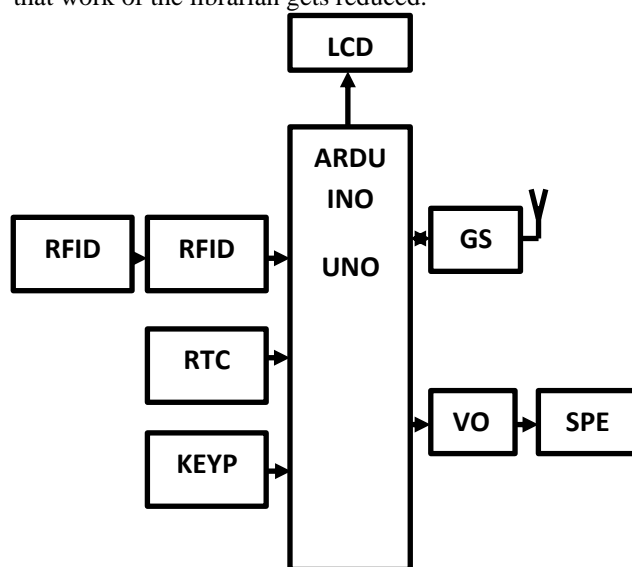 that work of the librarian gets reduced.
LCD
ARDU
INO
UNO
RFID
RFID
GS
RTC
VO
SPE
KEYP